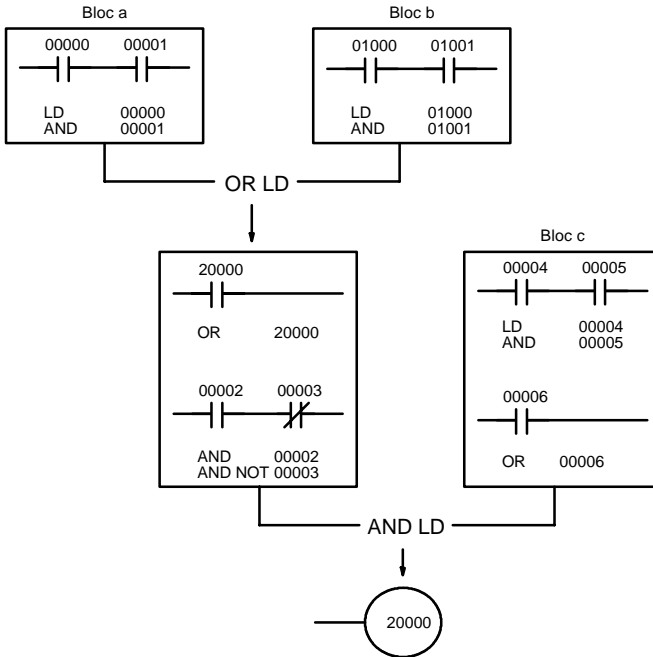 Bloc a
00000 00001
LD 00000
AND 00001
Bloc b
01000 01001
LD 01000
AND 01001
OR LD
20000
OR 20000
00002 00003
AND 00002
AND NOT 00003
Bloc c
00004 00005
LD 00004
AND 00005
00006
OR 00006
AND LD
20000